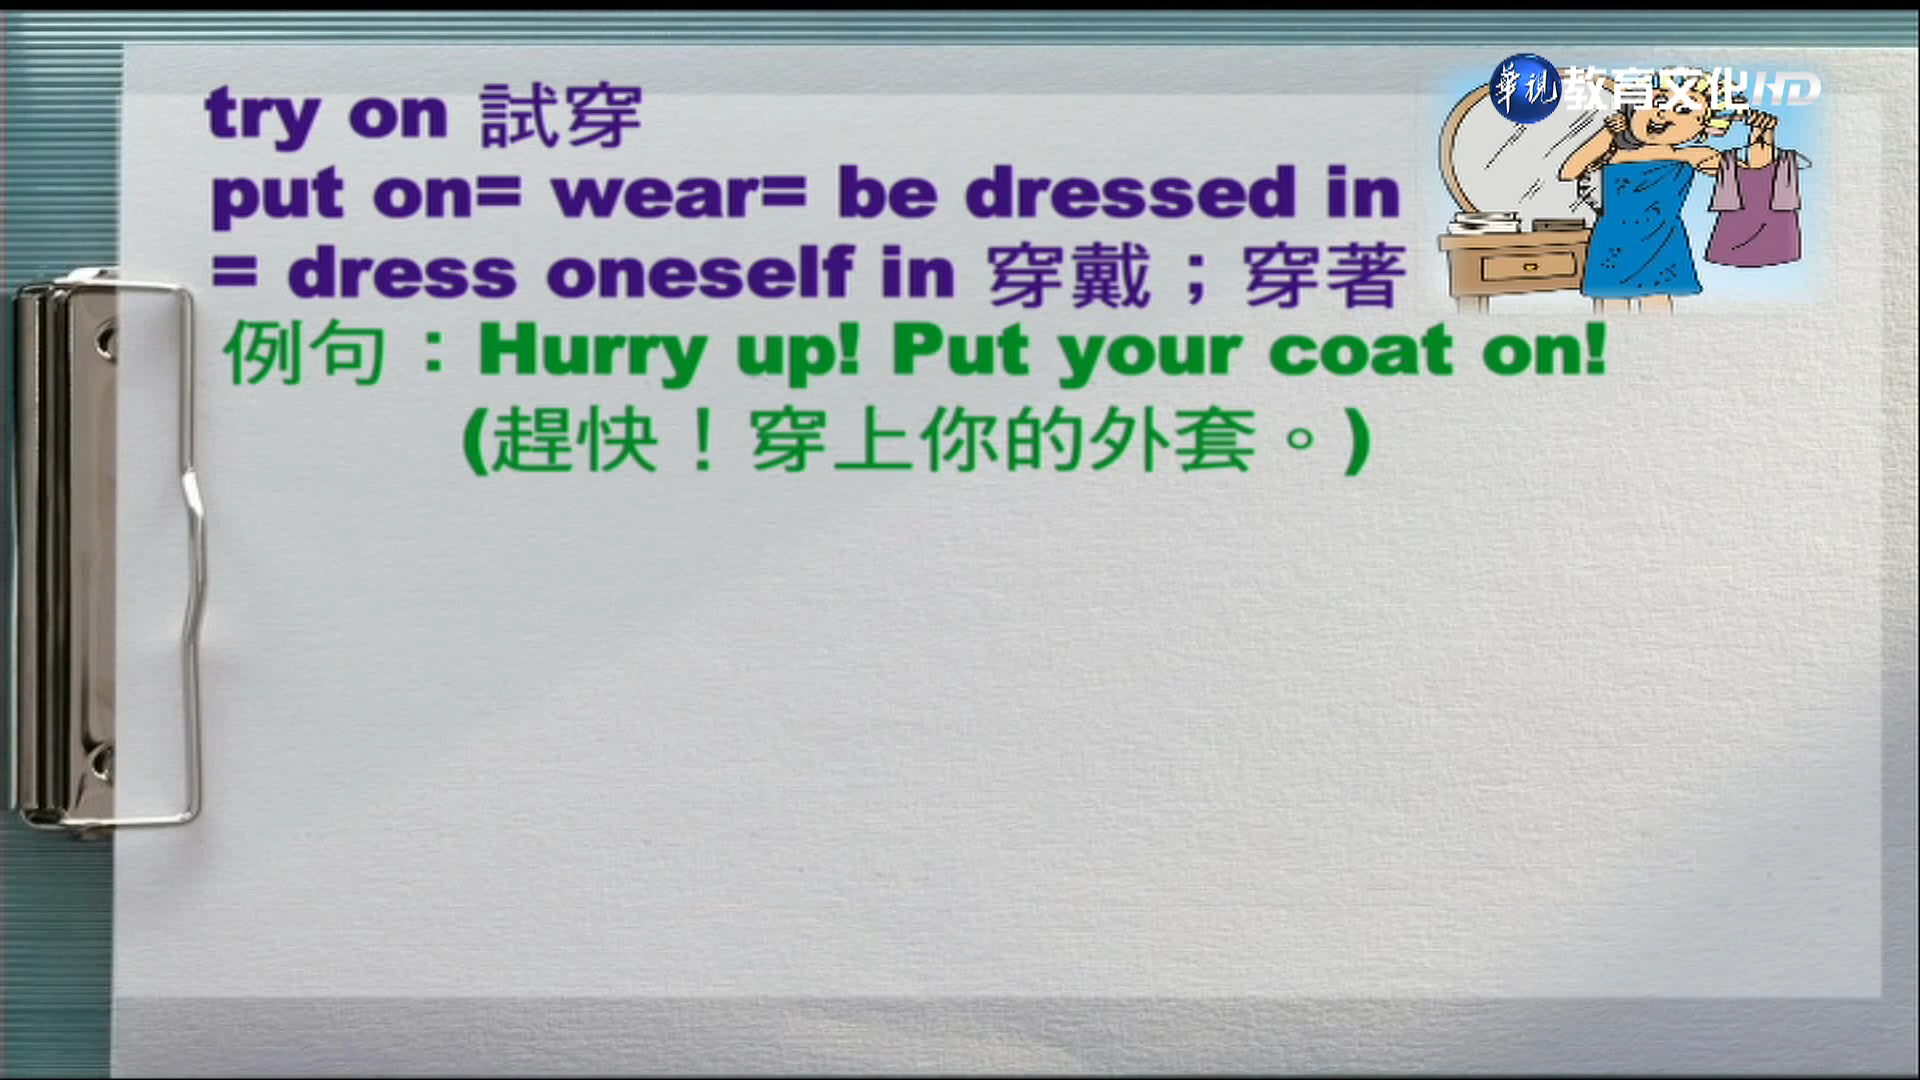 華視 教育文化HD
try on 試穿
put on= wear= be dressed in
= dress oneself in 穿戴；穿著
例句：Hurry up! Put your coat on!
(趕快！穿上你的外套。)